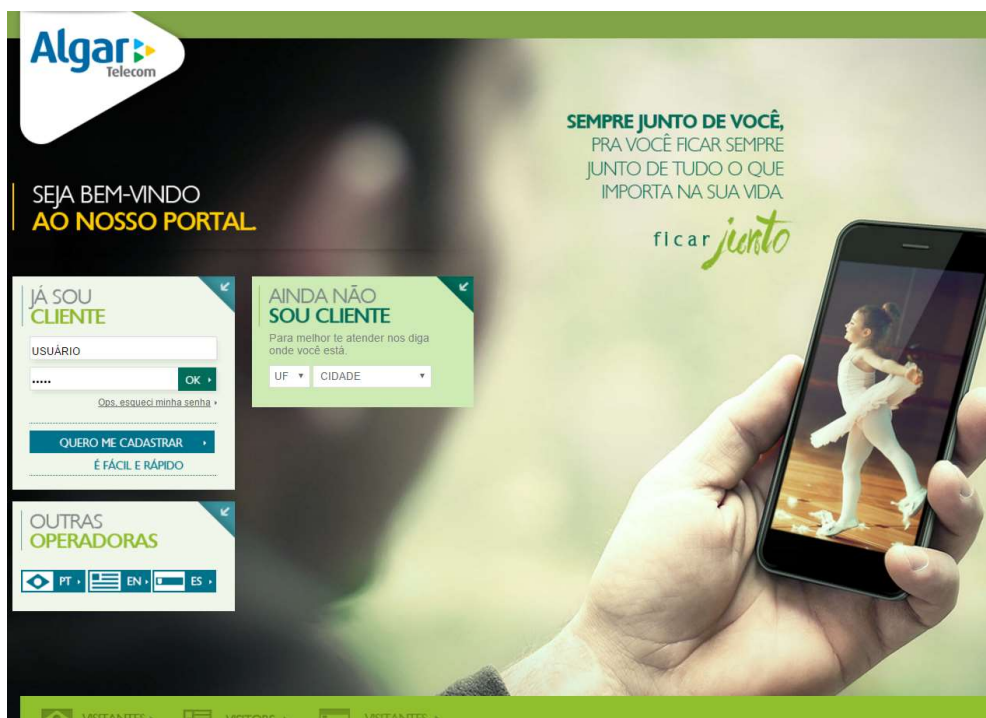 Algar
Telecom
SEMPRE JUNTO DE VOCÊ,
PRA VOCÊ FICAR SEMPRE
JUNTO DE TUDO O QUE
IMPORTA NA SUA VIDA.
ficar junto
SEJA BEM-VINDO
AO NOSSO PORTAL.
JÁ SOU
CLIENTE
USUÁRIO
•••••
OK
Ops, esqueci minha senha
QUERO ME CADASTRAR
É FÁCIL E RÁPIDO
AINDA NÃO
SOU CLIENTE
Para melhor te atender nos diga
onde você está.
UF
CIDADE
OUTRAS
OPERADORAS
PT
EN
ES
VISITANTES
VISITORS
VISITANTES